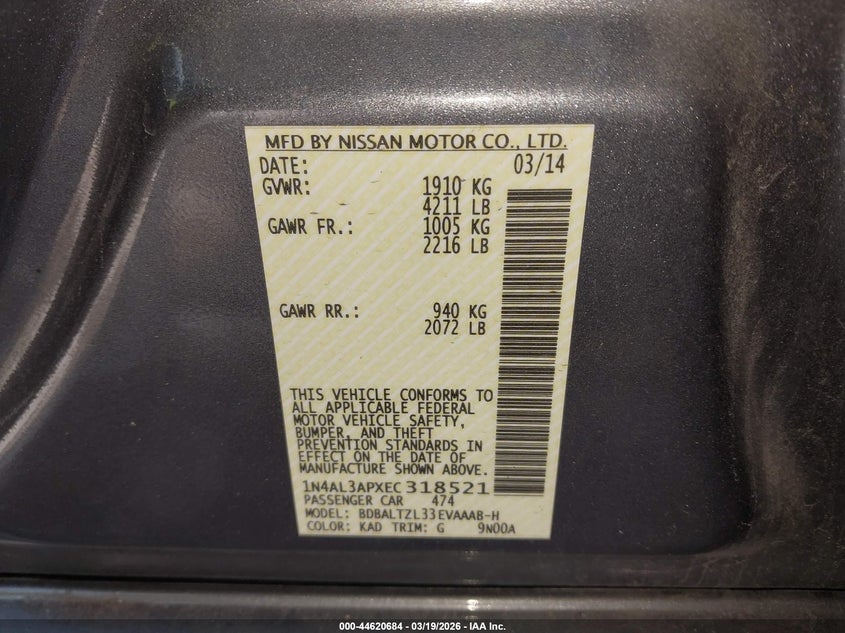 MFD BY NISSAN MOTOR CO., LTD.
DATE: 03/14
GVWR: 1910 KG
4211 LB
GAWR FR.: 1005 KG
2216 LB
GAWR RR.: 940 KG
2072 LB
THIS VEHICLE CONFORMS TO
ALL APPLICABLE FEDERAL
MOTOR VEHICLE SAFETY,
BUMPER, AND THEFT
PREVENTION STANDARDS IN
EFFECT ON THE DATE OF
MANUFACTURE SHOWN ABOVE.
1N4AL3APXEC318521
PASSENGER CAR 474
MODEL: BDBALTZL33EVAAAB-H
COLOR: KAD TRIM: G 9N00A
000-44620684 - 03/19/2026 - IAA Inc.